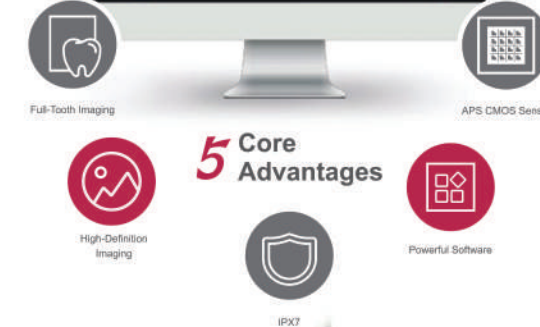 Full-Tooth Imaging
APS CMOS Sens
5 Core
Advantages
High-Definition
Imaging
Powerful Software
IPX7